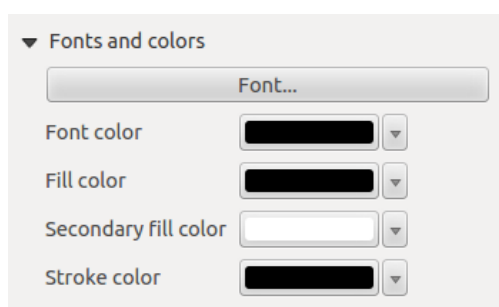 Fonts and colors
Font...
Font color
Fill color
Secondary fill color
Stroke color